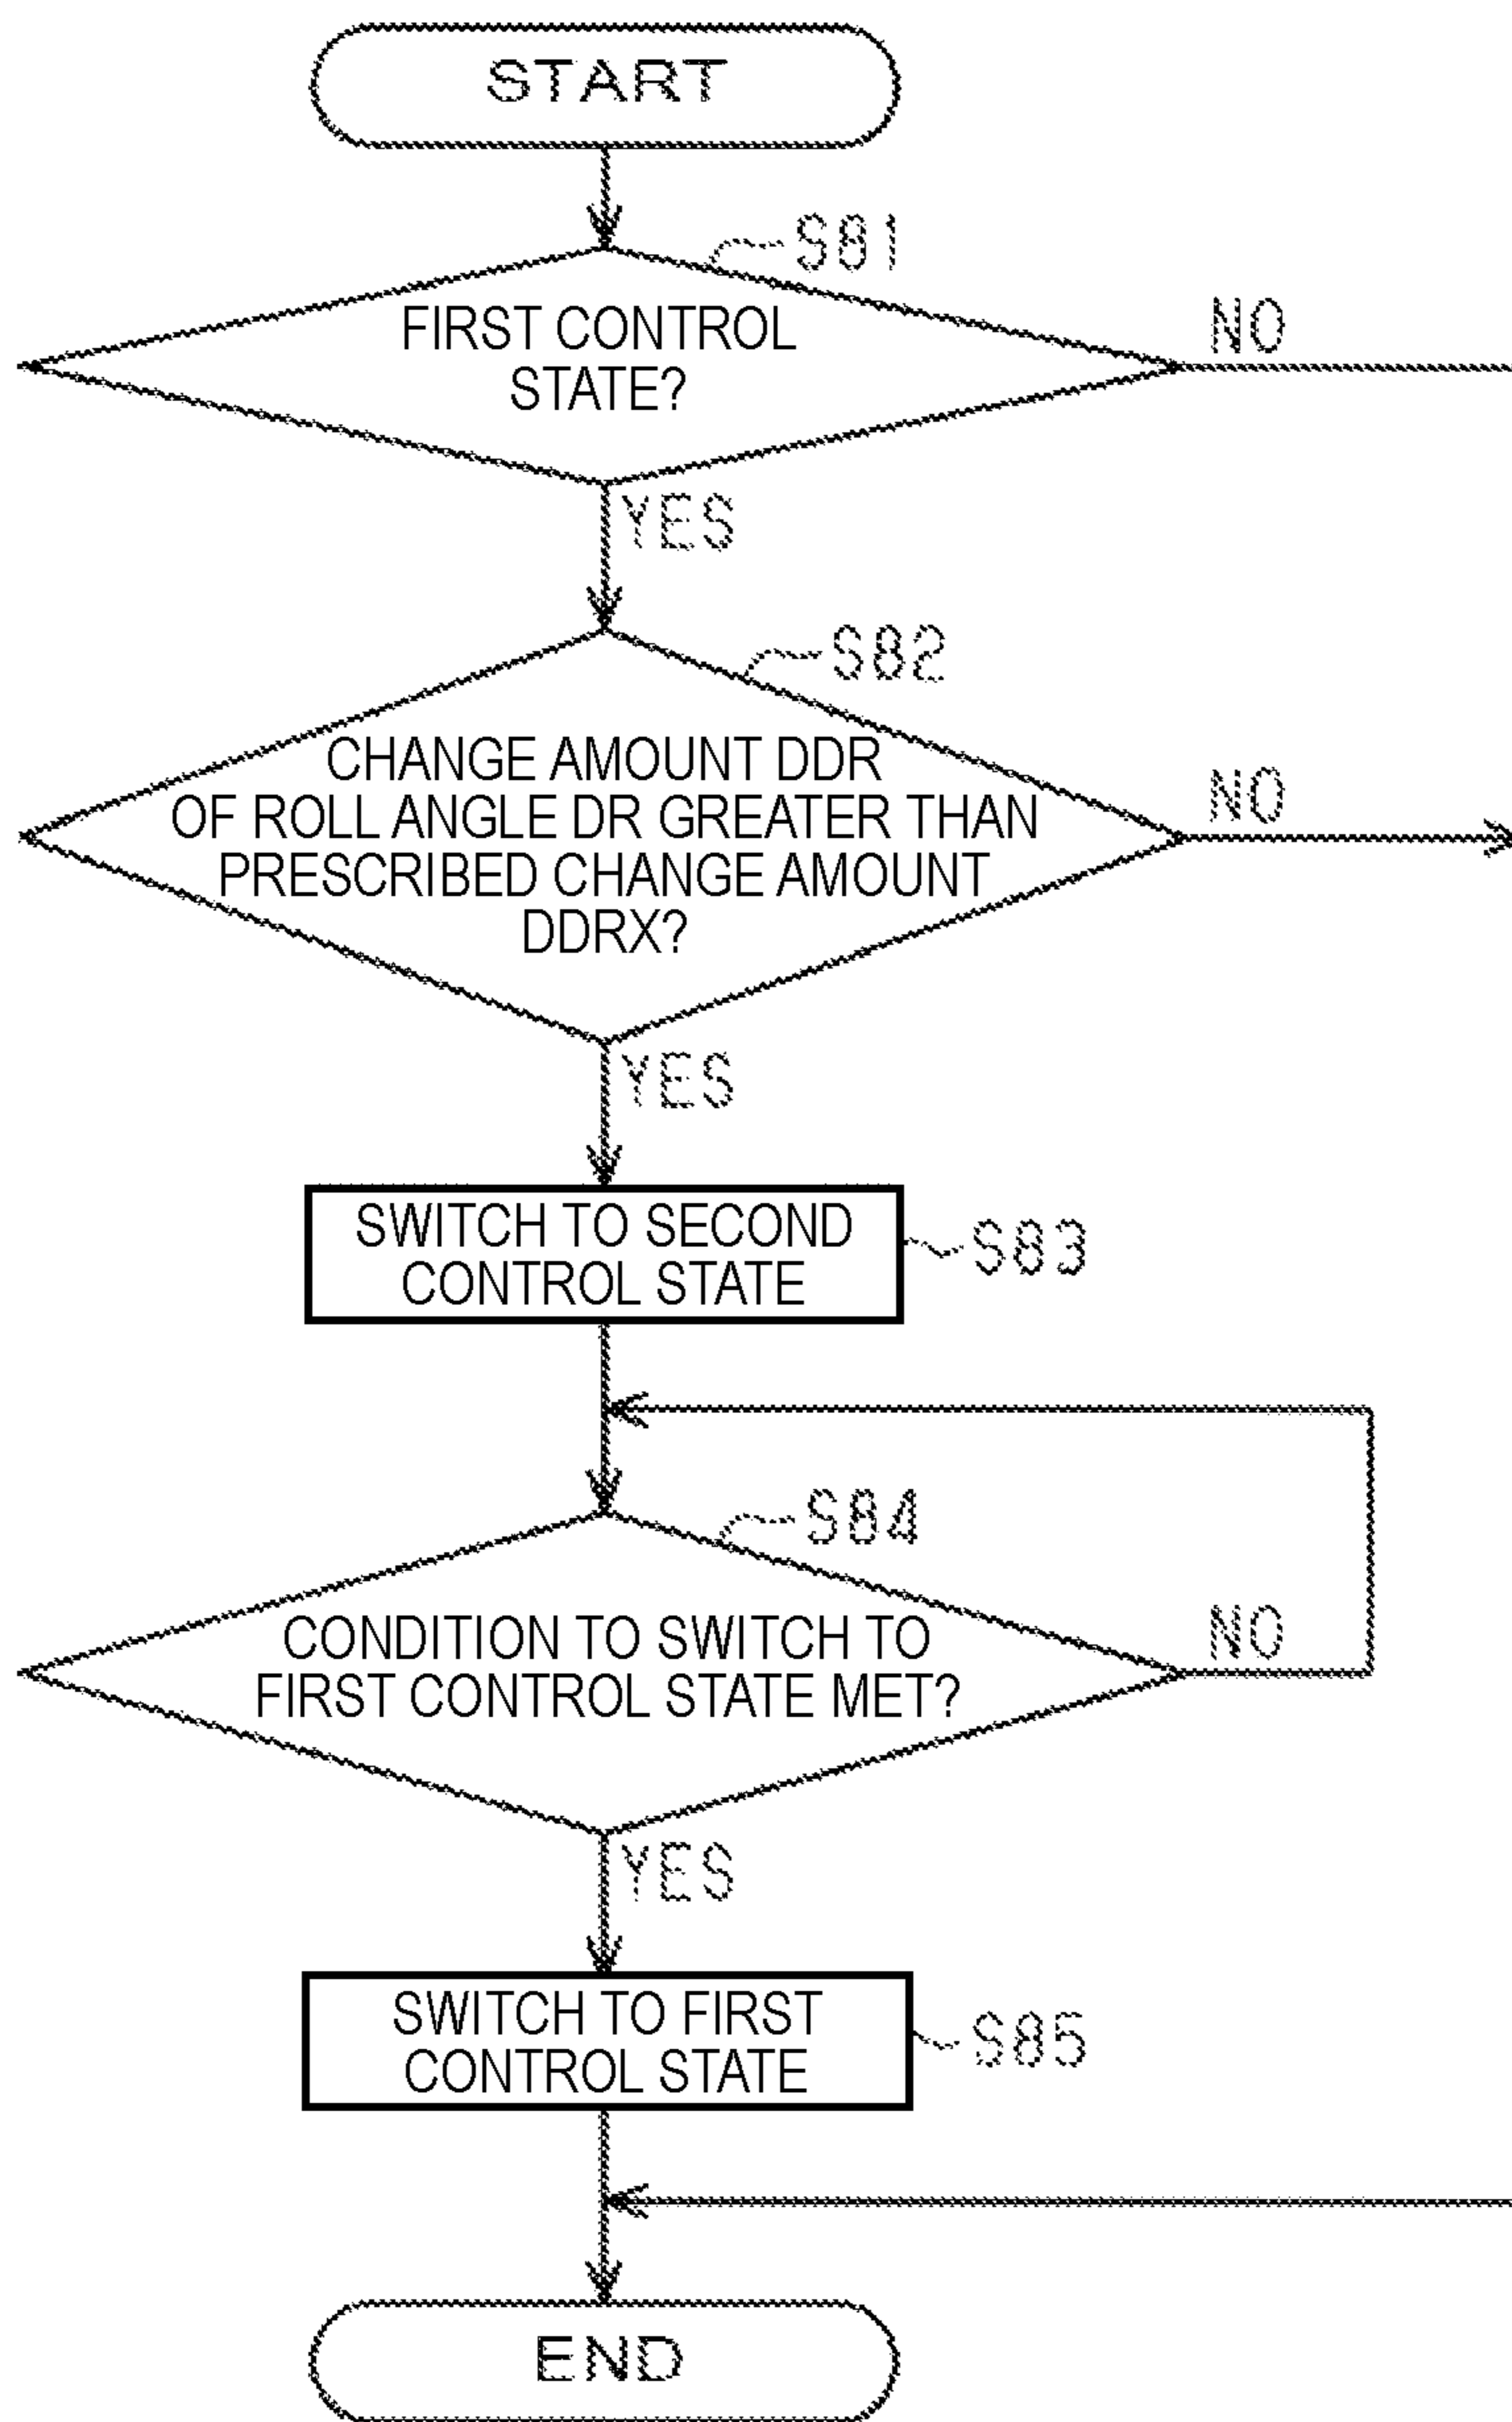 START
S81
FIRST CONTROL
STATE?
NO
YES
S82
CHANGE AMOUNT DDR
OF ROLL ANGLE DR GREATER THAN
PRESCRIBED CHANGE AMOUNT
DDRX?
NO
YES
SWITCH TO SECOND
CONTROL STATE
S83
S84
CONDITION TO SWITCH TO
FIRST CONTROL STATE MET?
NO
YES
SWITCH TO FIRST
CONTROL STATE
S85
END